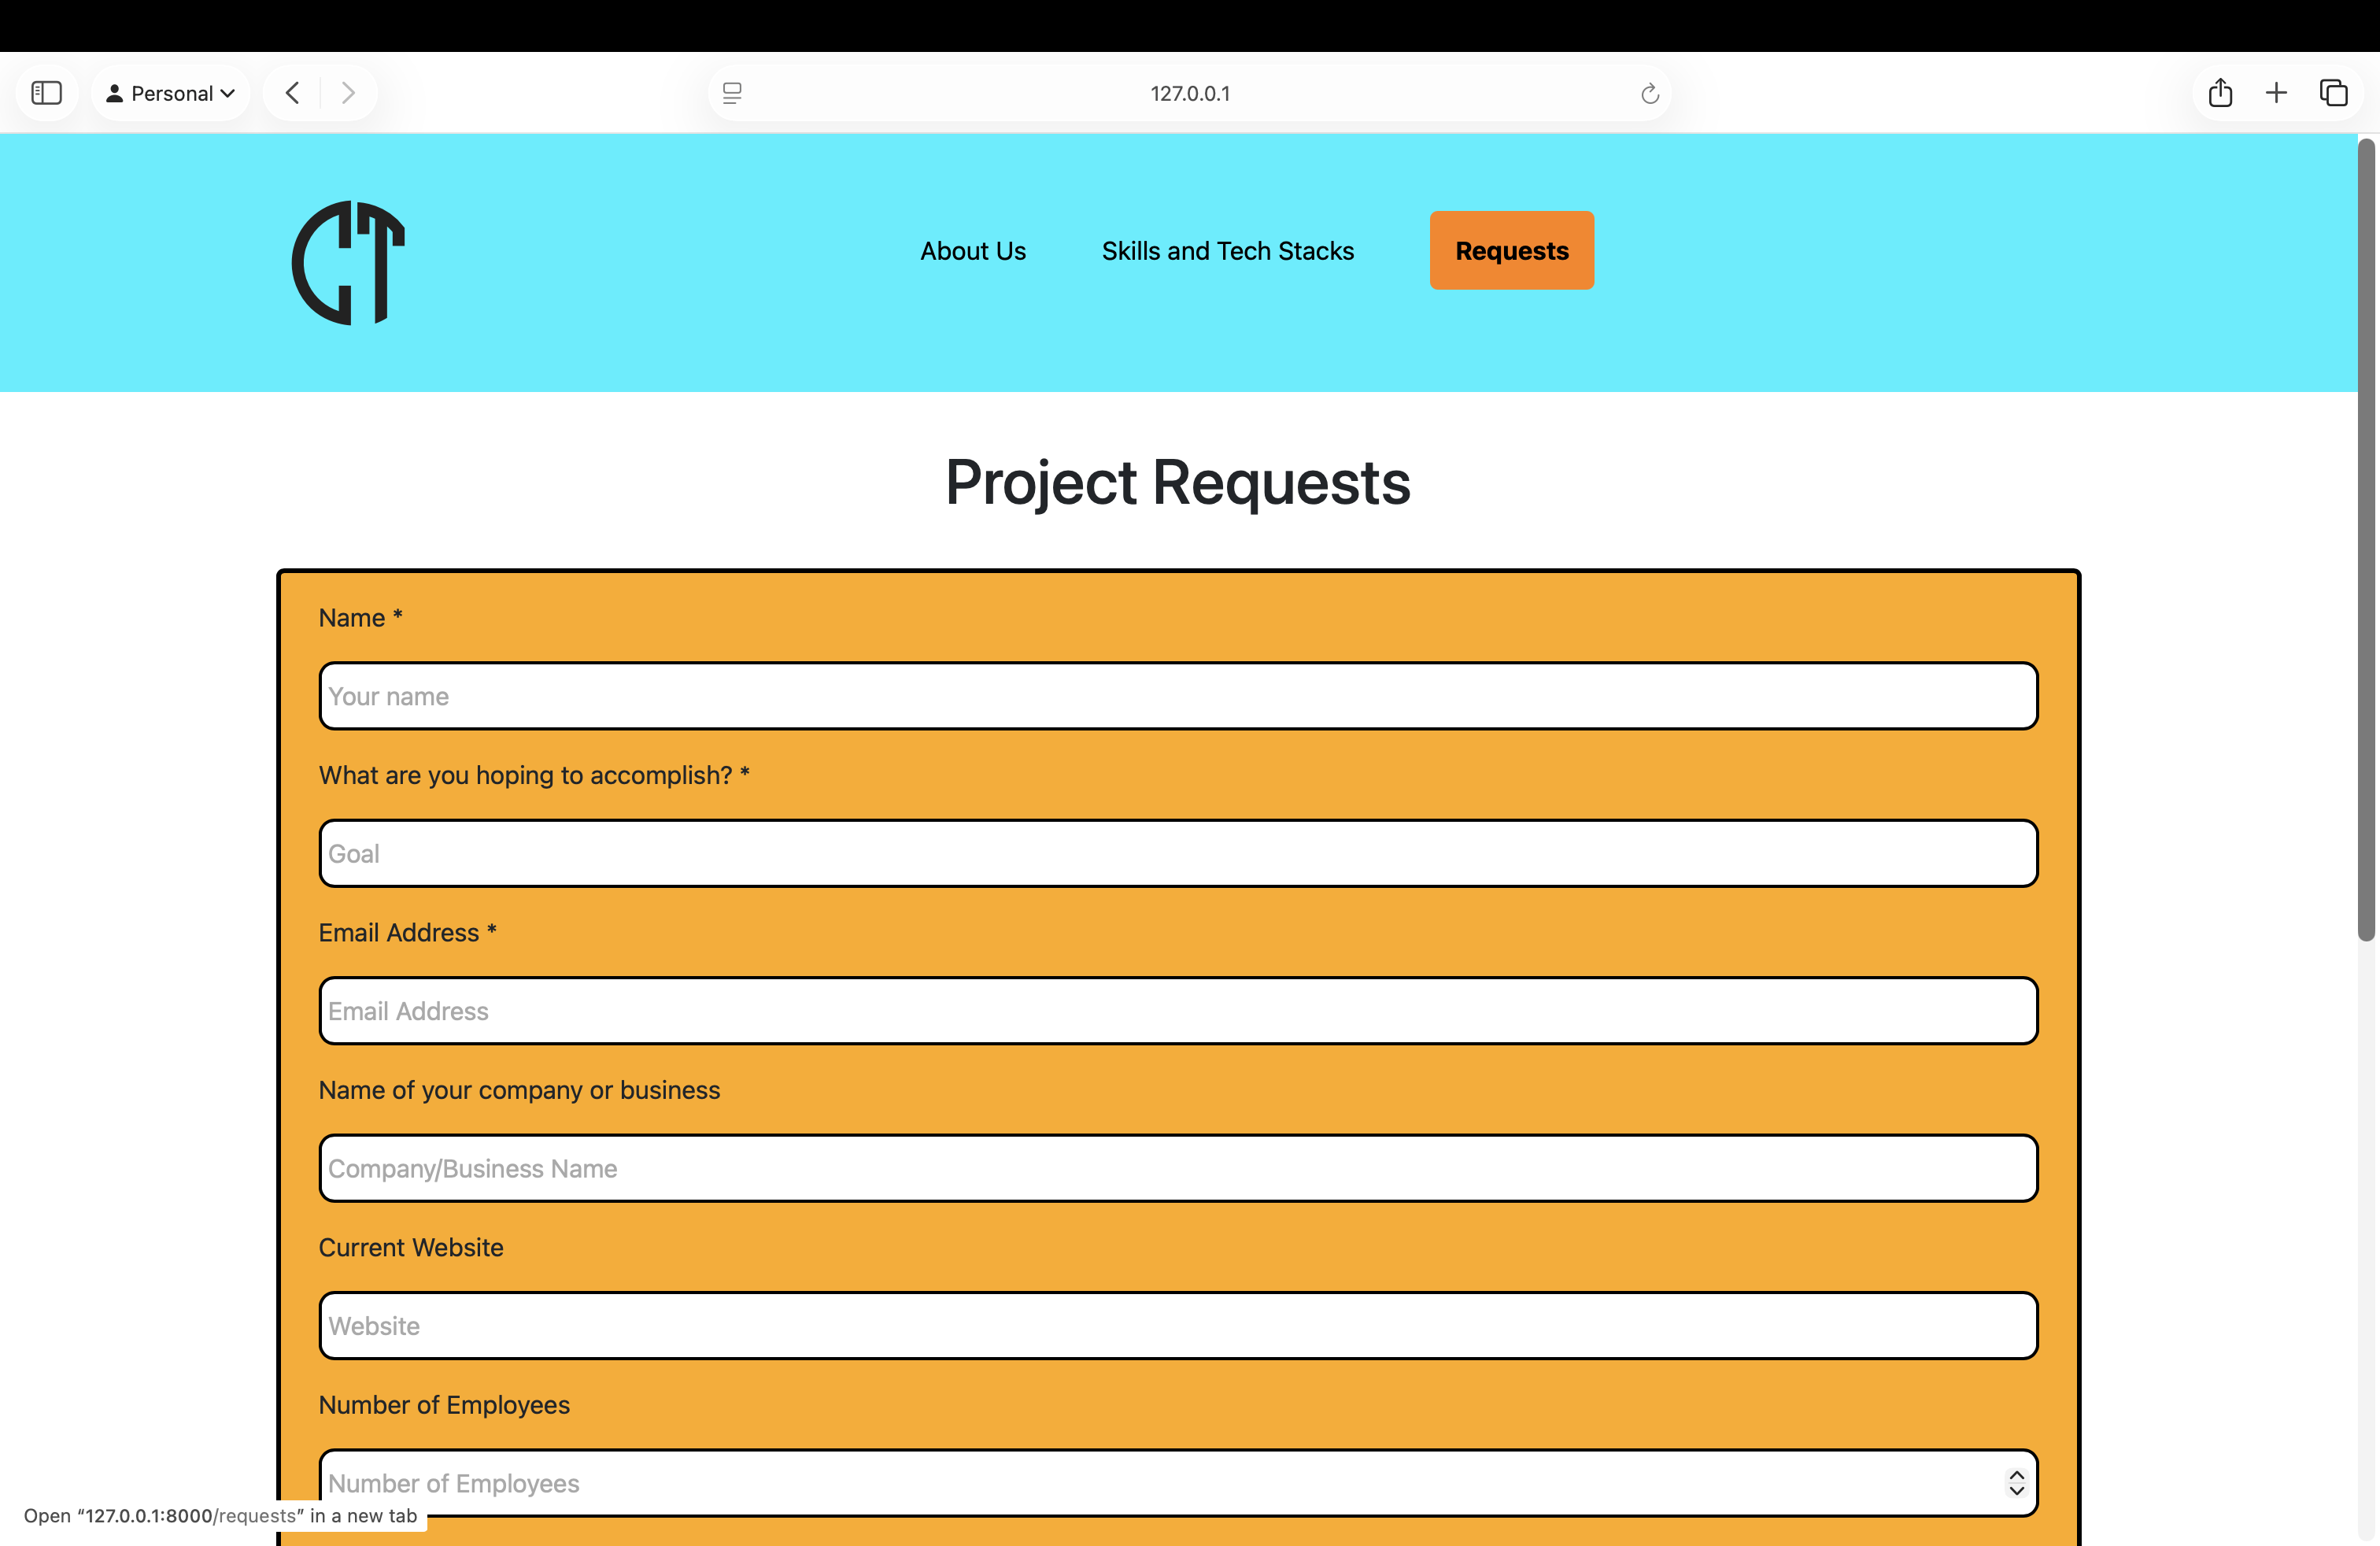 Personal
127.0.0.1
CT
About Us
Skills and Tech Stacks
Requests
Project Requests
Name *
Your name
What are you hoping to accomplish? *
Goal
Email Address *
Email Address
Name of your company or business
Company/Business Name
Current Website
Website
Number of Employees
Number of Employees
Open “127.0.0.1:8000/requests” in a new tab